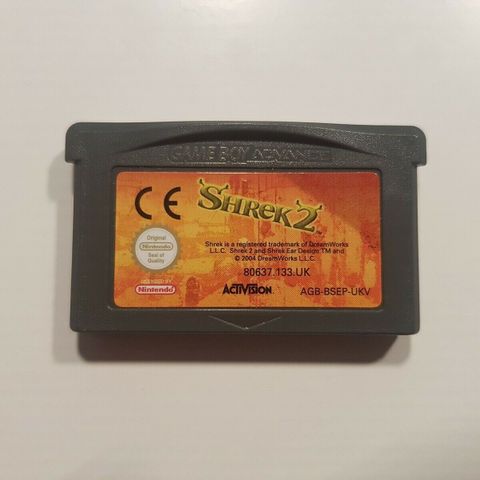 GAME BOY ADVANCE
CE
SHREK 2
Original
Nintendo
Seal of
Quality
Shrek is a registered trademark of DreamWorks
L.L.C. Shrek 2 and Shrek Ear Design TM and
© 2004 DreamWorks L.L.C.
80637.133.UK
Nintendo
ACTIVISION.
AGB-BSEP-UKV